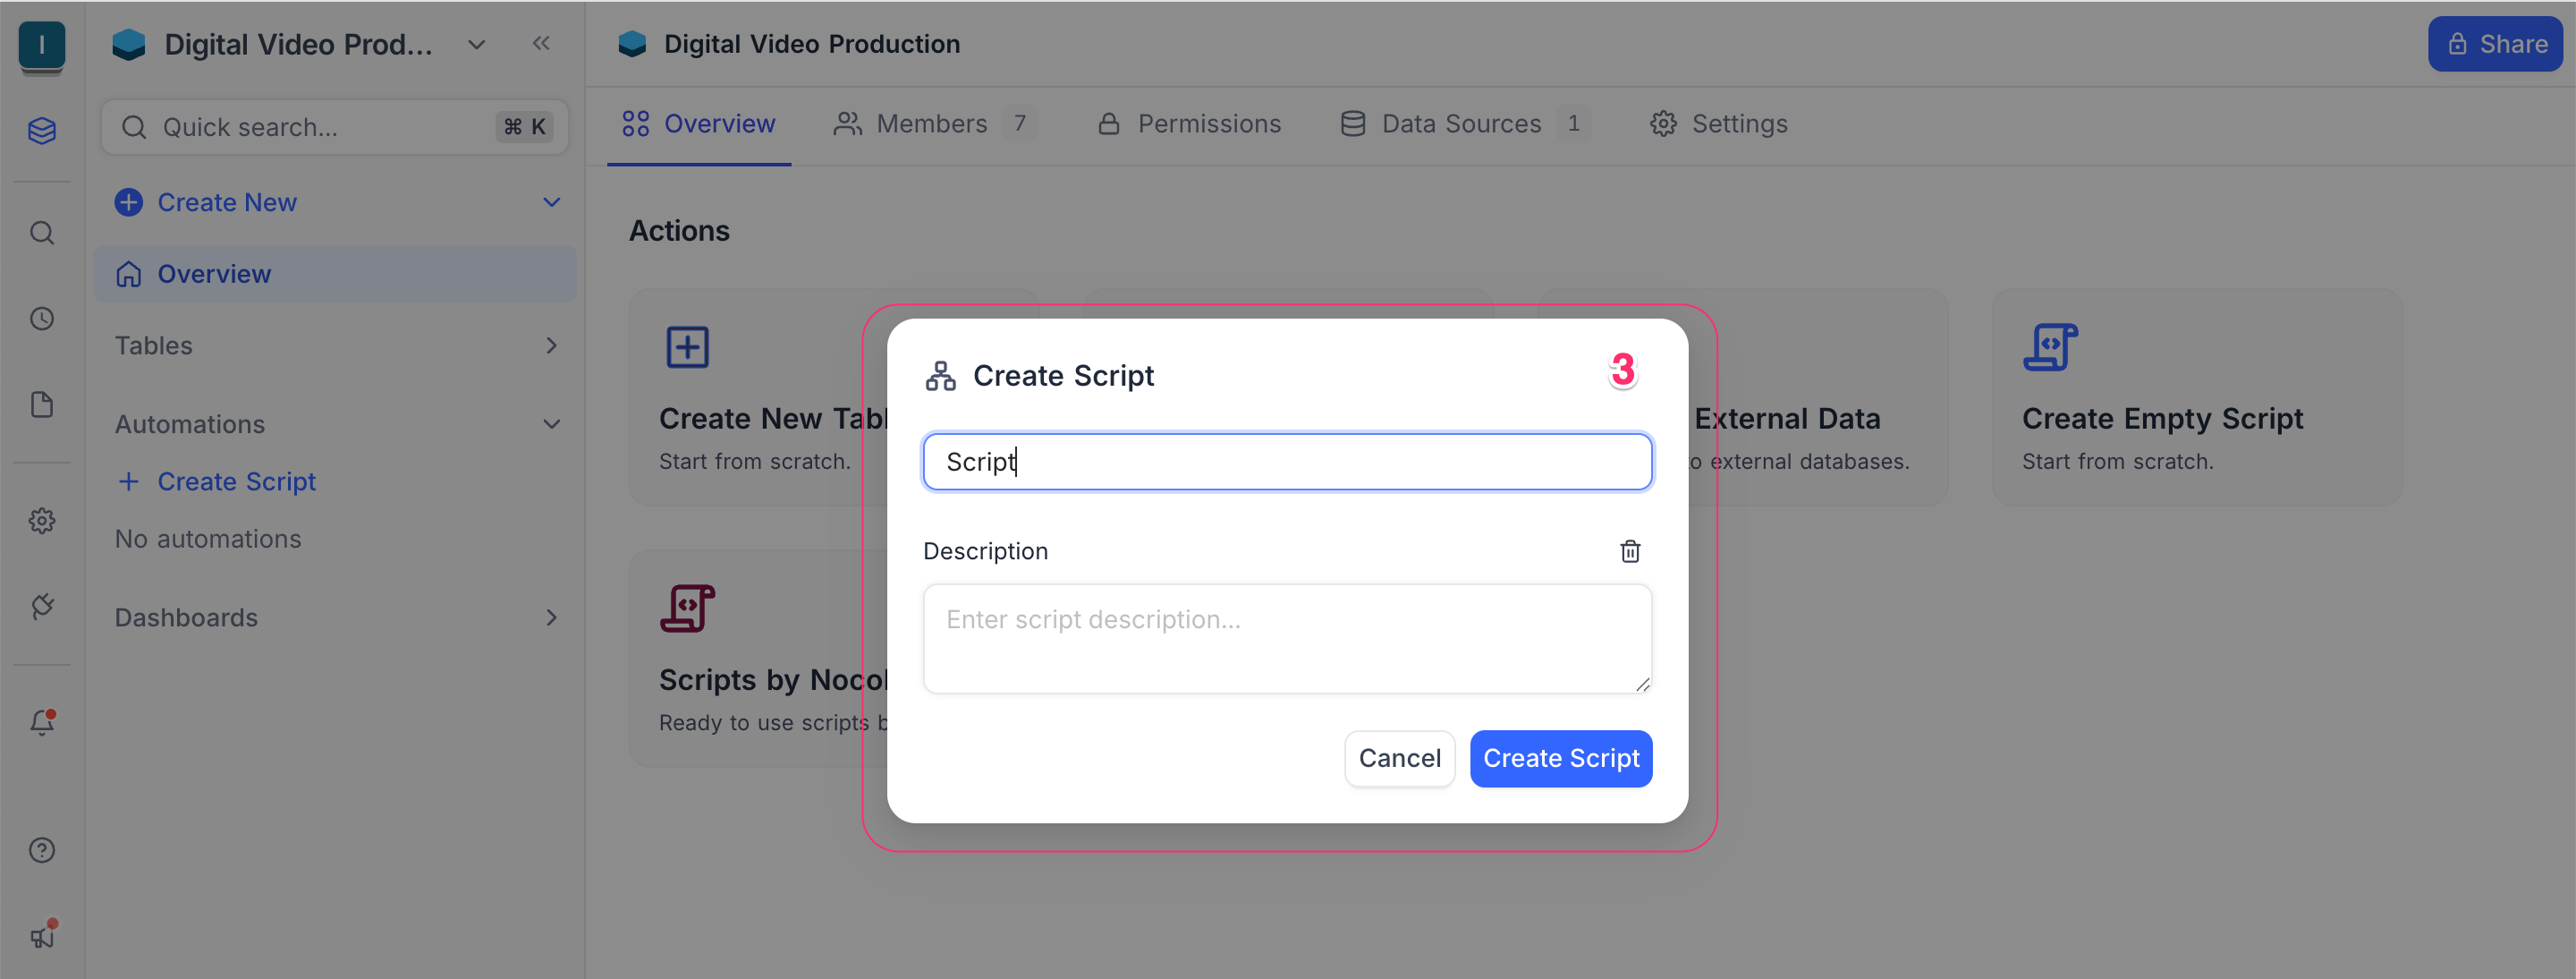 I
Digital Video Prod...
Quick search...
⌘ K
Create New
Overview
Tables
Automations
Create Script
No automations
Dashboards
Digital Video Production
Share
Overview
Members 7
Permissions
Data Sources 1
Settings
Actions
Create New
Start from scratch.
External Data
external databases.
Create Empty Script
Start from scratch.
Scripts by
Ready to use scripts
Create Script
3
Script
Description
Enter script description...
Cancel
Create Script